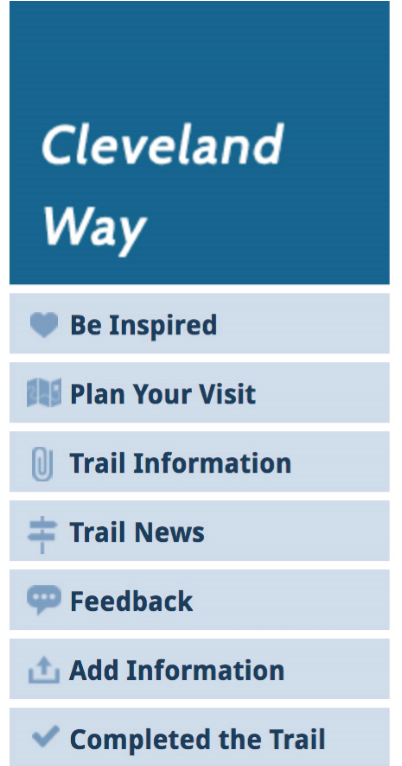 Cleveland
Way
Be Inspired
Plan Your Visit
Trail Information
Trail News
Feedback
Add Information
Completed the Trail